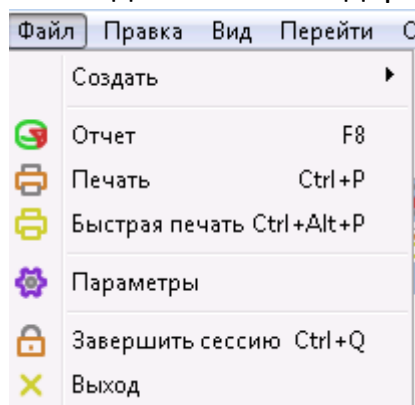 Файл Правка Вид Перейти
Создать
Отчет F8
Печать Ctrl+P
Быстрая печать Ctrl+Alt+P
Параметры
Завершить сессию Ctrl+Q
Выход